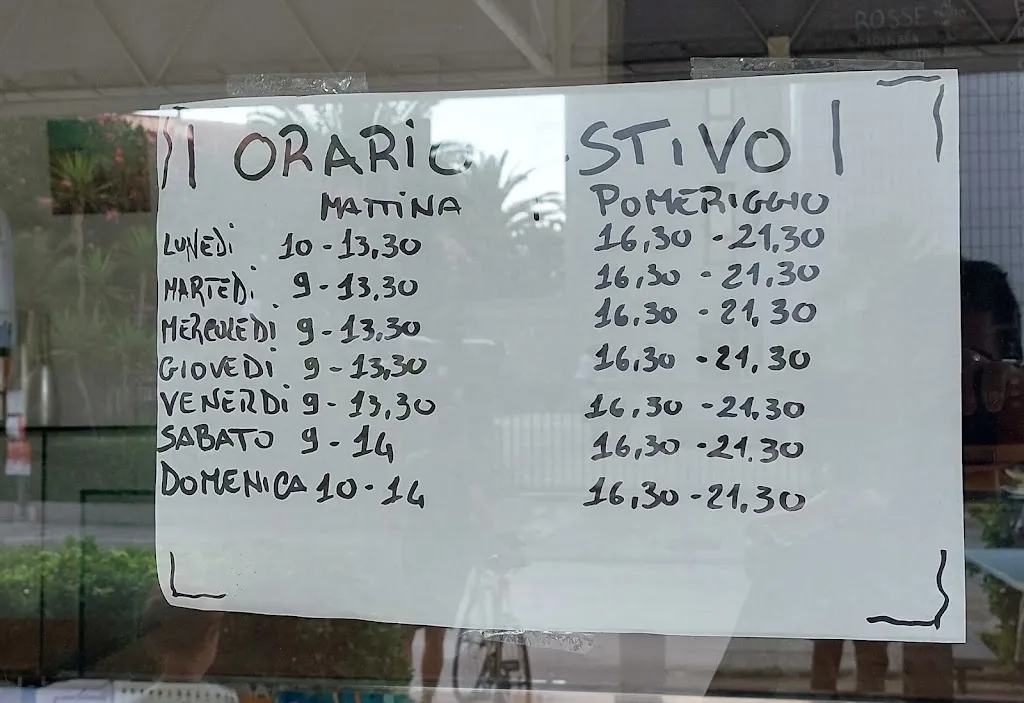 ROSSE
ORARIO STIVO
MATTINA POMERIGGIO
LUNEDì 10-13,30 16,30 -21,30
MARTEDì 9-13,30 16,30 -21,30
MERCOLEDì 9-13,30 16,30 -21,30
GIOVEDì 9-13,30 16,30 -21,30
VENERDì 9-13,30 16,30 -21,30
SABATO 9-14 16,30 -21.30
DOMENICA 10-14 16,30 -21,30